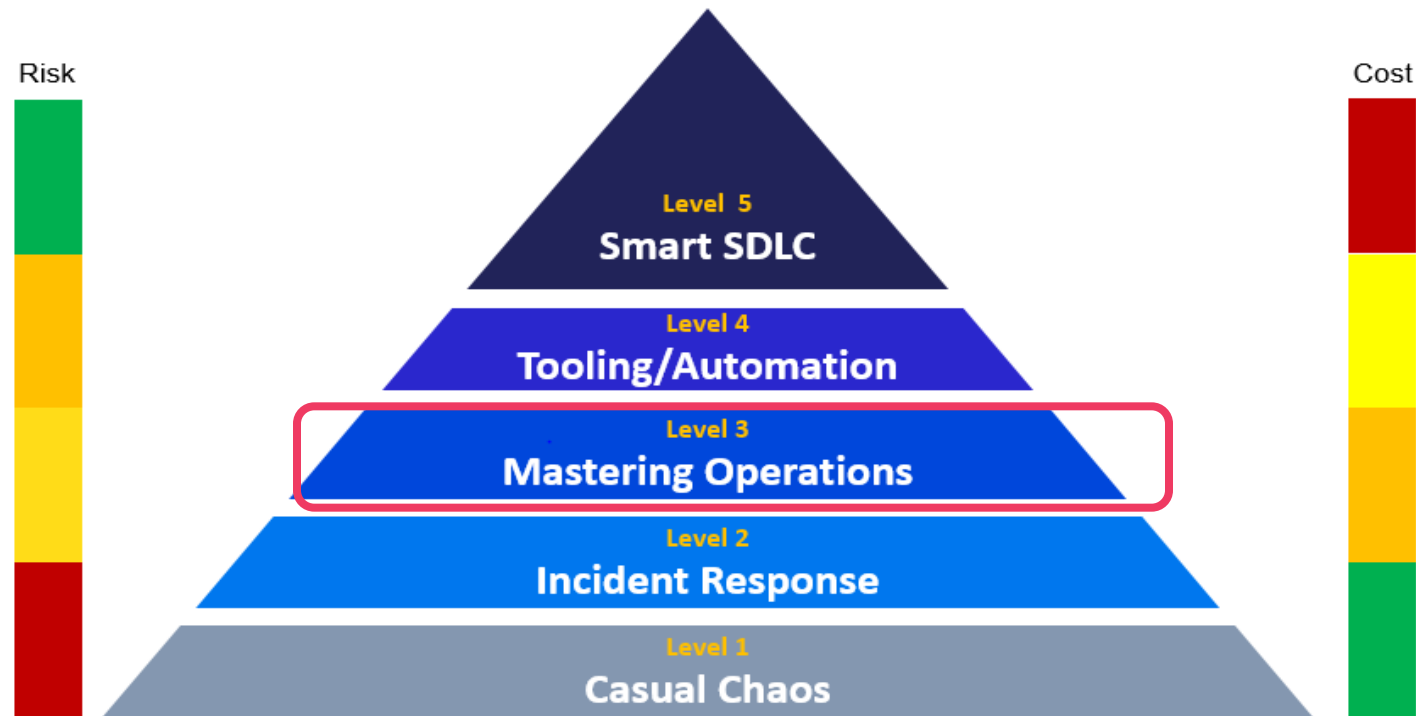 Risk
Cost
Level 5
Smart SDLC
Level 4
Tooling/Automation
Level 3
Mastering Operations
Level 2
Incident Response
Level 1
Casual Chaos